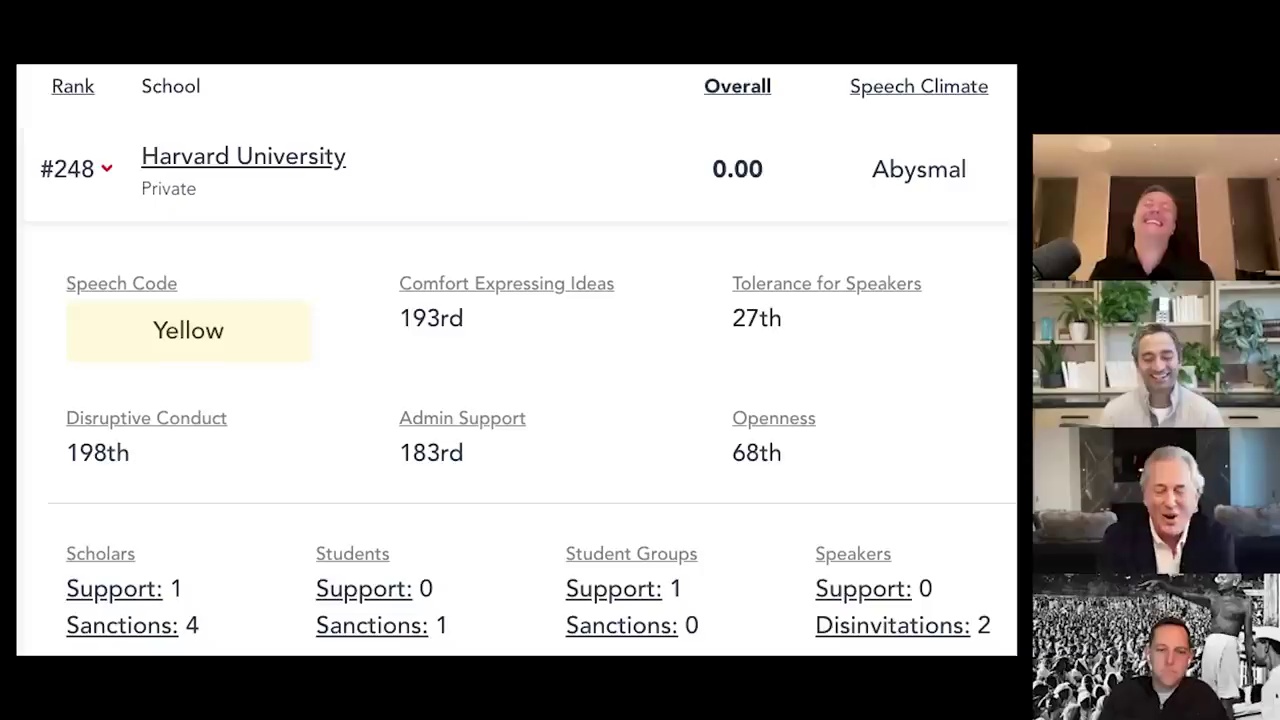 Rank School Overall Speech Climate
#248 Harvard University 0.00 Abysmal
Private
Speech Code Comfort Expressing Ideas Tolerance for Speakers
Yellow 193rd 27th
Disruptive Conduct Admin Support Openness
198th 183rd 68th
Scholars Students Student Groups Speakers
Support: 1 Support: 0 Support: 1 Support: 0
Sanctions: 4 Sanctions: 1 Sanctions: 0 Disinvitations: 2